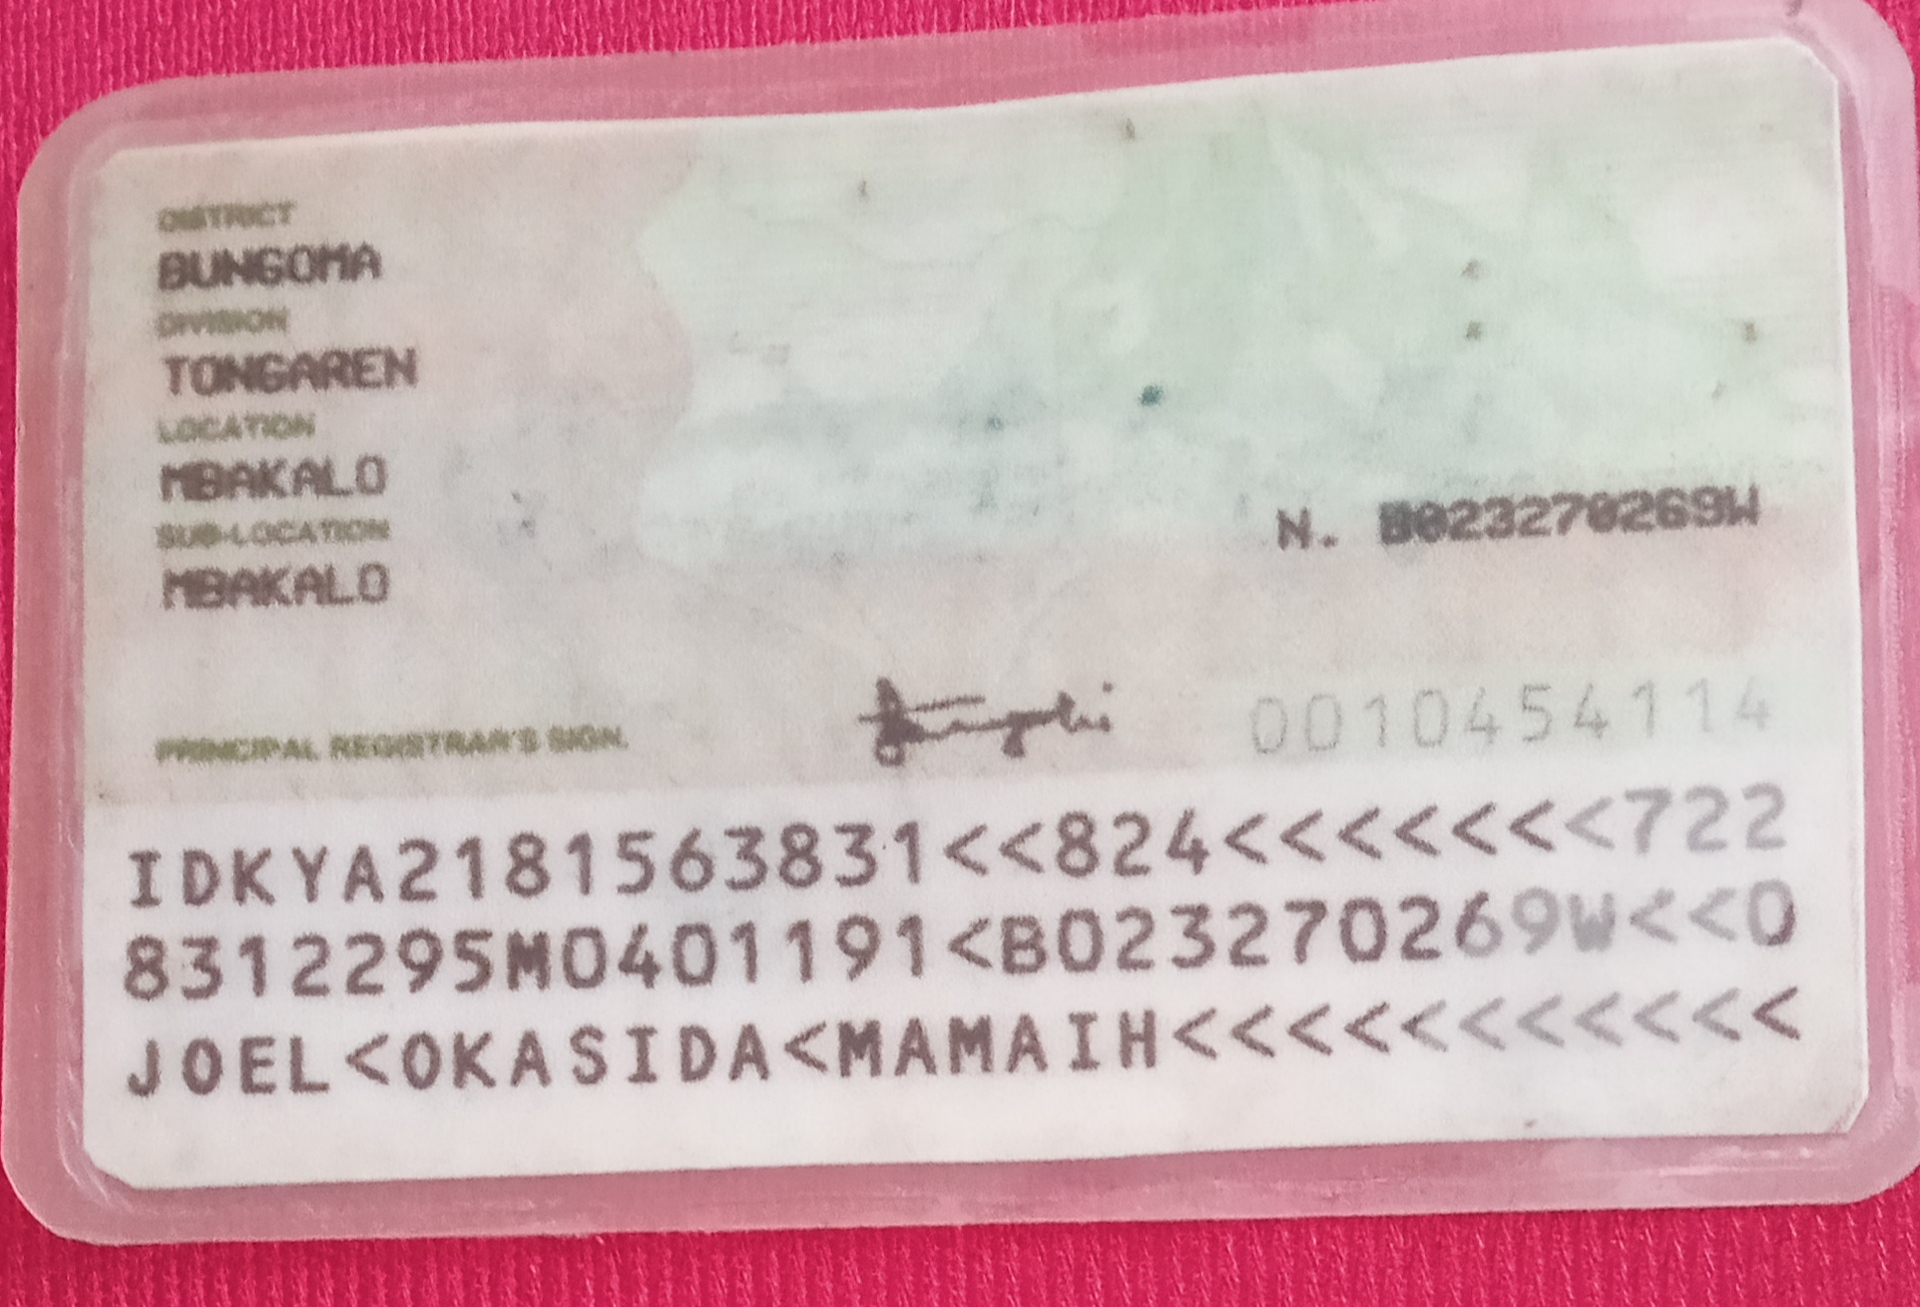 DISTRICT
BUNGOMA
DIVISION
TONGAREN
LOCATION
MBAKALO
SUB-LOCATION
MBAKALO
N. B023270269W
PRINCIPAL REGISTRAR'S SIGN.
0010454114
IDKYA2181563831<<824<<<<<<<722
8312295M0401191<B023270269W<<0
JOEL<OKASIDA<MAMAIH<<<<<<<<<<<